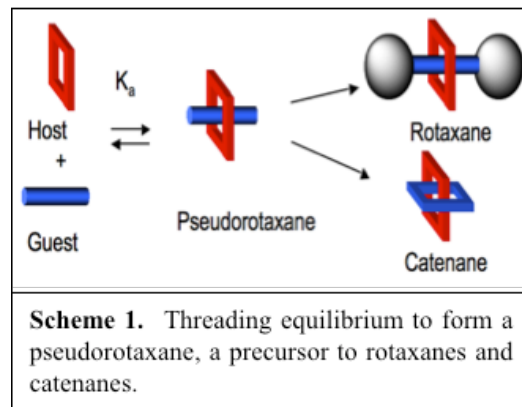 Host
+
Guest
Kₐ
Pseudorotaxane
Rotaxane
Catenane
Scheme 1. Threading equilibrium to form a
pseudorotaxane, a precursor to rotaxanes and
catenanes.